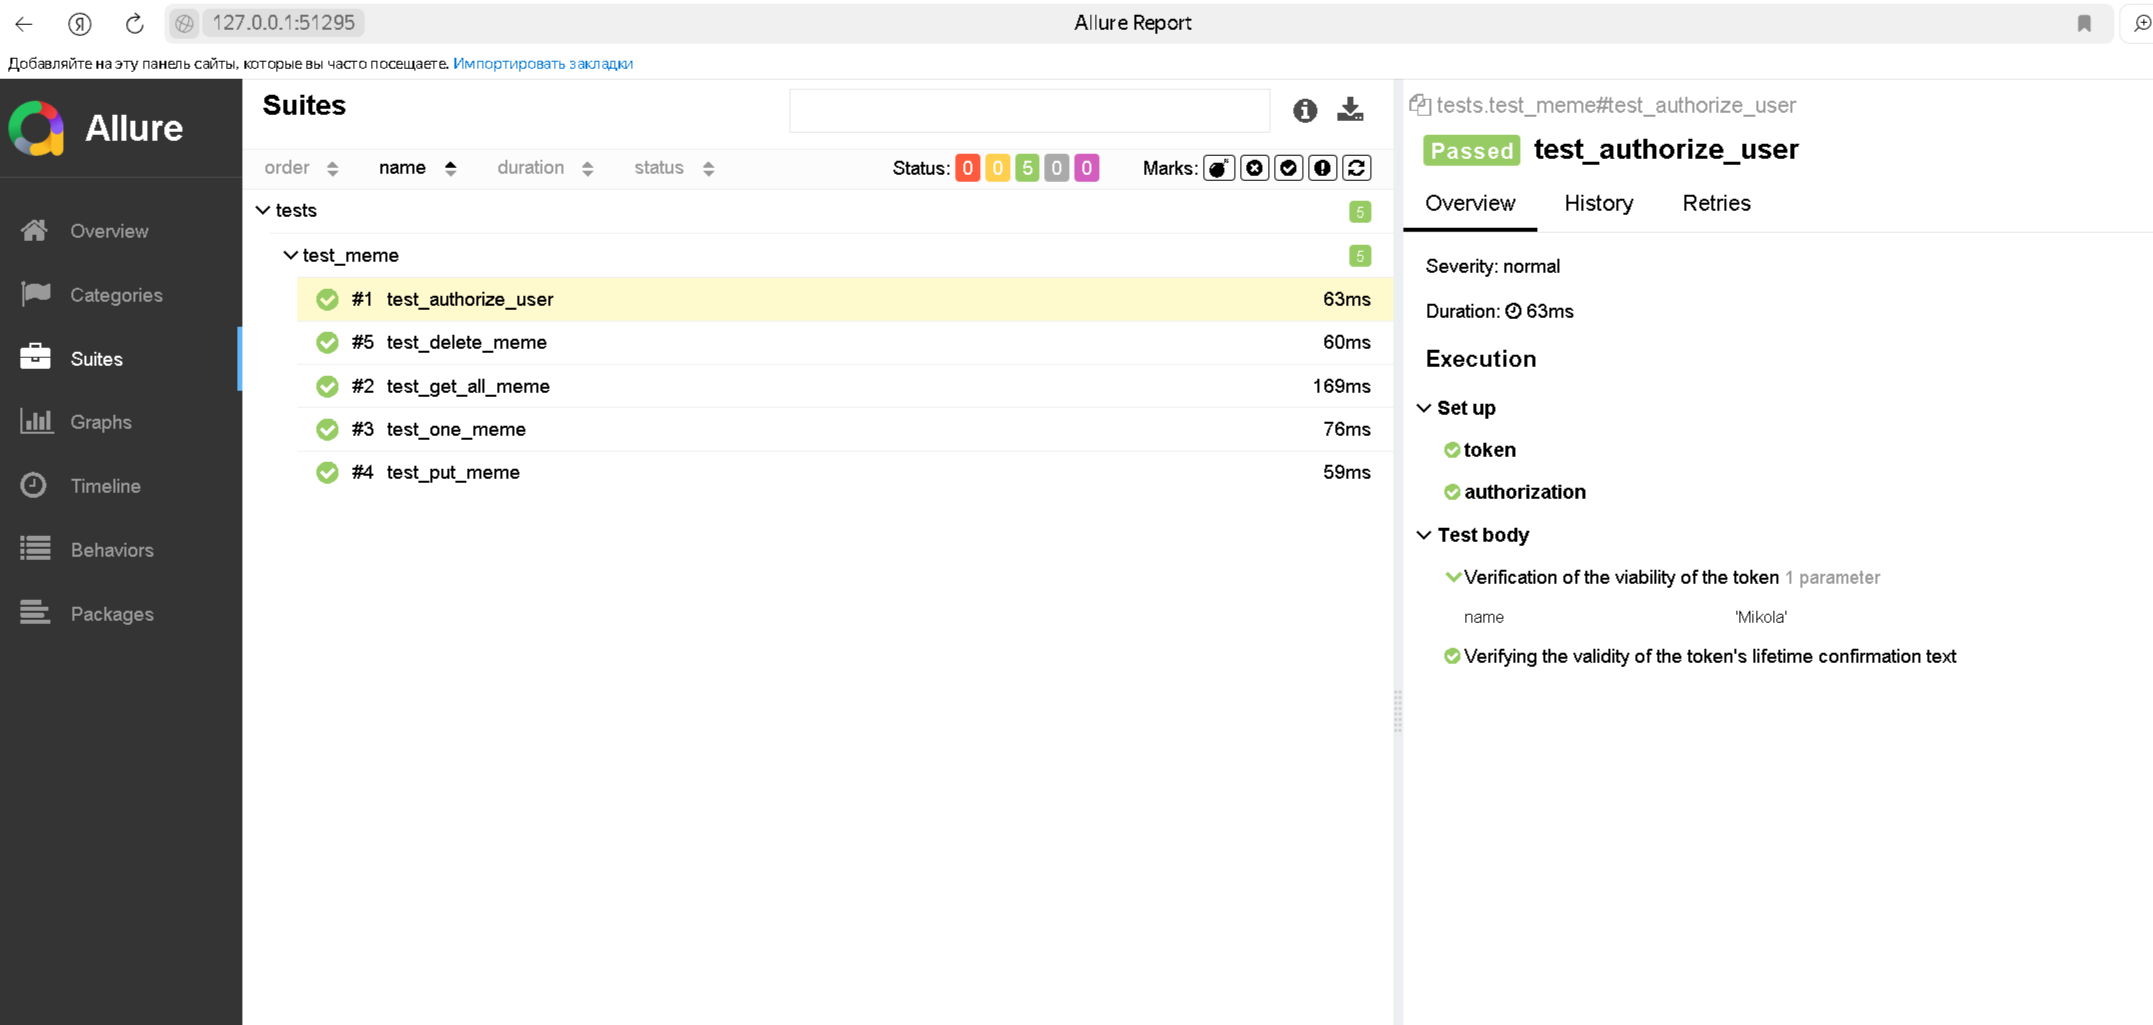 Я 127.0.0.1:51295 Allure Report
Добавляйте на эту панель сайты, которые вы часто посещаете. Импортировать закладки
Allure
Overview
Categories
Suites
Graphs
Timeline
Behaviors
Packages
Suites
order name duration status Status: 0 0 5 0 0 Marks:
tests 5
test_meme 5
#1 test_authorize_user 63ms
#5 test_delete_meme 60ms
#2 test_get_all_meme 169ms
#3 test_one_meme 76ms
#4 test_put_meme 59ms
tests.test_meme#test_authorize_user
Passed test_authorize_user
Overview History Retries
Severity: normal
Duration: 63ms
Execution
Set up
token
authorization
Test body
Verification of the viability of the token 1 parameter
name 'Mikola'
Verifying the validity of the token's lifetime confirmation text